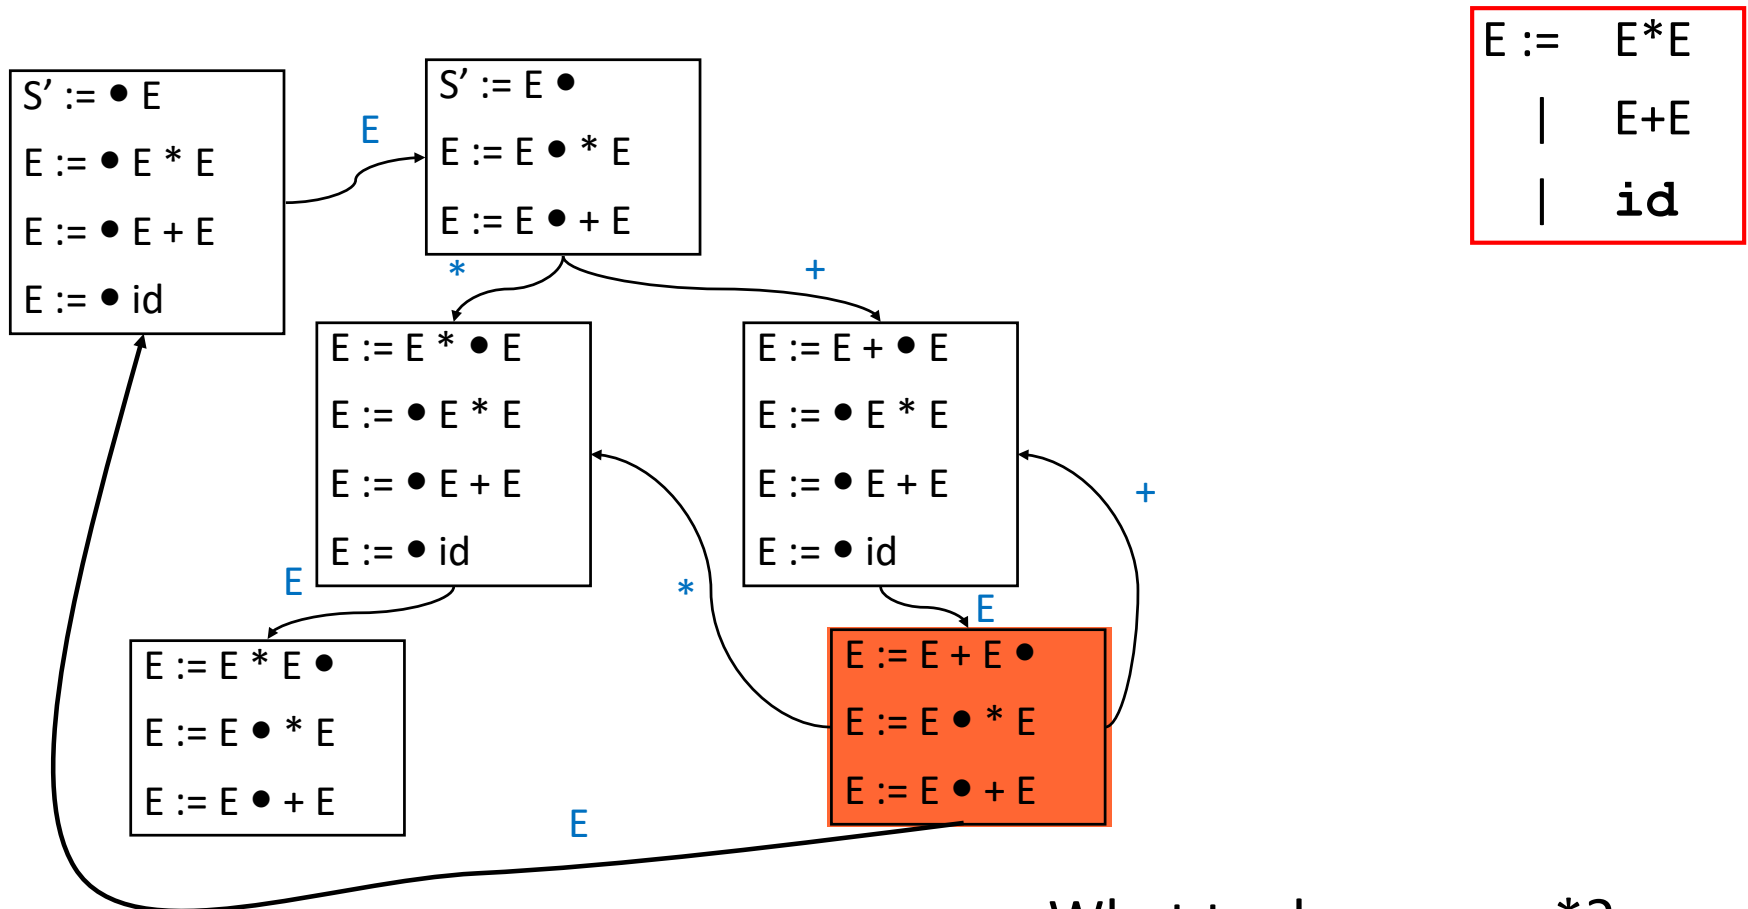 S’ := ● E
E := ● E * E
E := ● E + E
E := ● id
E
S’ := E ●
E := E ● * E
E := E ● + E
E := E*E
| E+E
| id
*
+
E := E * ● E
E := ● E * E
E := ● E + E
E := ● id
E := E + ● E
E := ● E * E
E := ● E + E
E := ● id
+
E
*
E
E := E * E ●
E := E ● * E
E := E ● + E
E := E + E ●
E := E ● * E
E := E ● + E
E